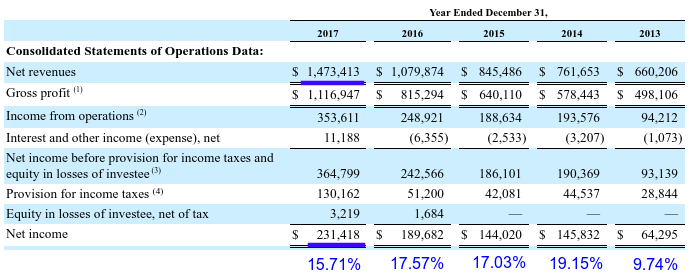 Year Ended December 31,
2017 2016 2015 2014 2013
Consolidated Statements of Operations Data:
Net revenues $ 1,473,413 $ 1,079,874 $ 845,486 $ 761,653 $ 660,206
Gross profit (1) $ 1,116,947 $ 815,294 $ 640,110 $ 578,443 $ 498,106
Income from operations (2) 353,611 248,921 188,634 193,576 94,212
Interest and other income (expense), net 11,188 (6,355) (2,533) (3,207) (1,073)
Net income before provision for income taxes and
equity in losses of investee (3) 364,799 242,566 186,101 190,369 93,139
Provision for income taxes (4) 130,162 51,200 42,081 44,537 28,844
Equity in losses of investee, net of tax 3,219 1,684 — — —
Net income $ 231,418 $ 189,682 $ 144,020 $ 145,832 $ 64,295
15.71% 17.57% 17.03% 19.15% 9.74%